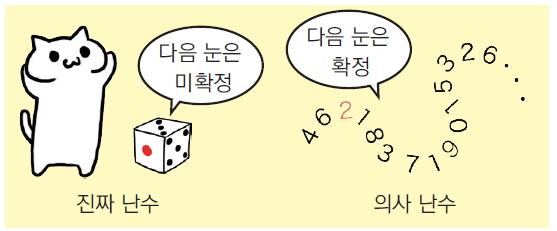 다음 눈은
미확정
다음 눈은
확정
4 6 2 1 8 3 7 1 9 0 1 5 3 2 6 . . .
진짜 난수
의사 난수